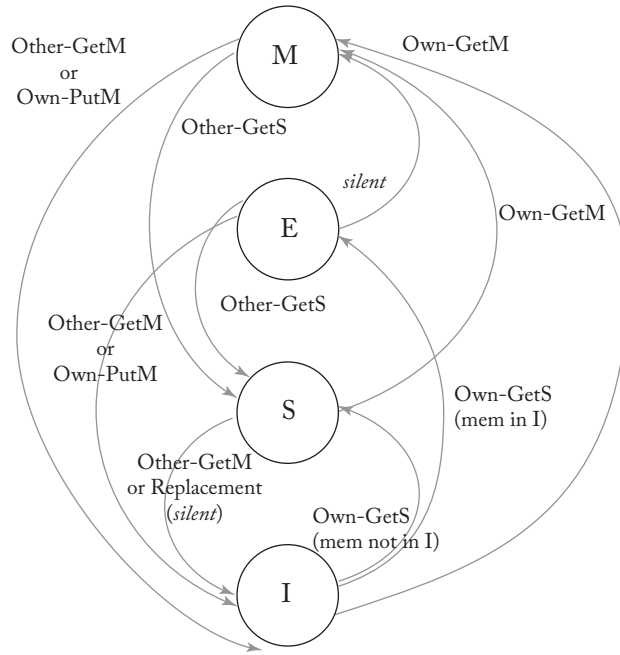 Other-GetM
or
Own-PutM
M
Own-GetM
Other-GetS
silent
E
Own-GetM
Other-GetS
Other-GetM
or
Own-PutM
Own-GetS
(mem in I)
S
Other-GetM
or Replacement
(silent)
Own-GetS
(mem not in I)
I